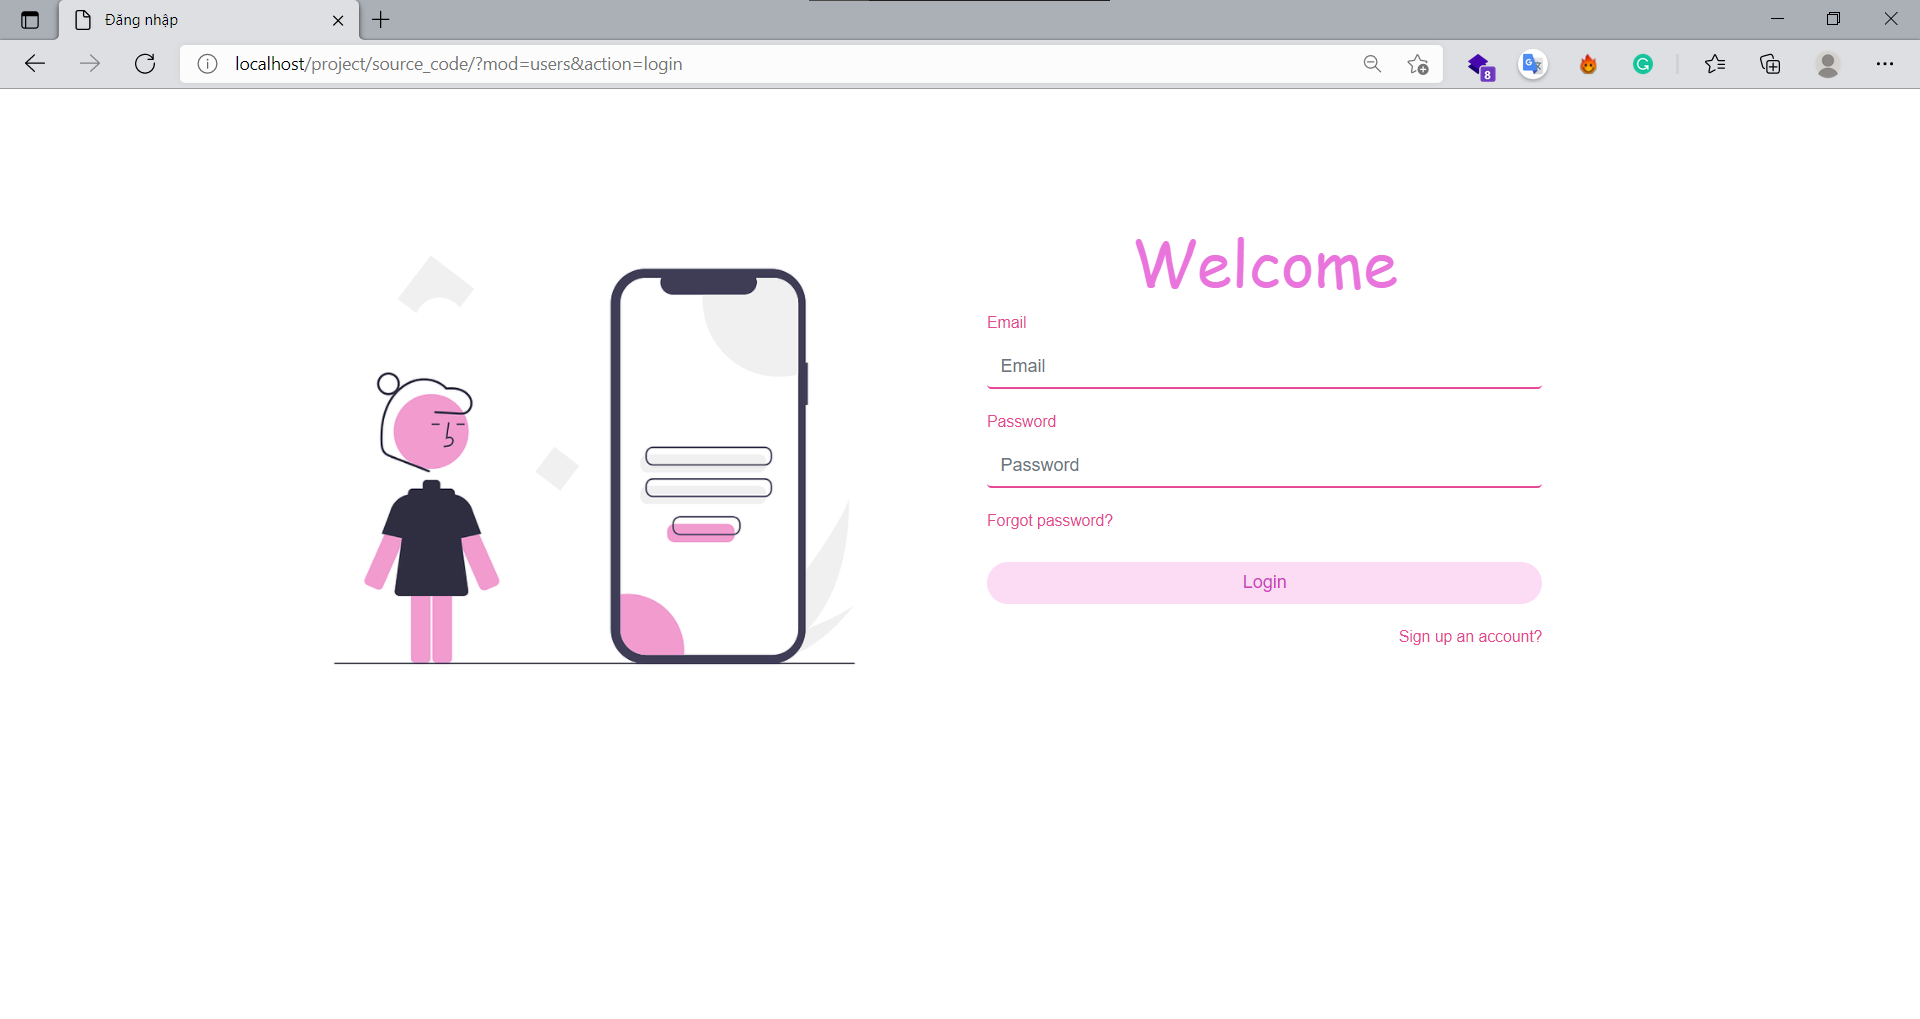 Đăng nhập
localhost/project/source_code/?mod=users&action=login
8
Welcome
Email
Email
Password
Password
Forgot password?
Login
Sign up an account?